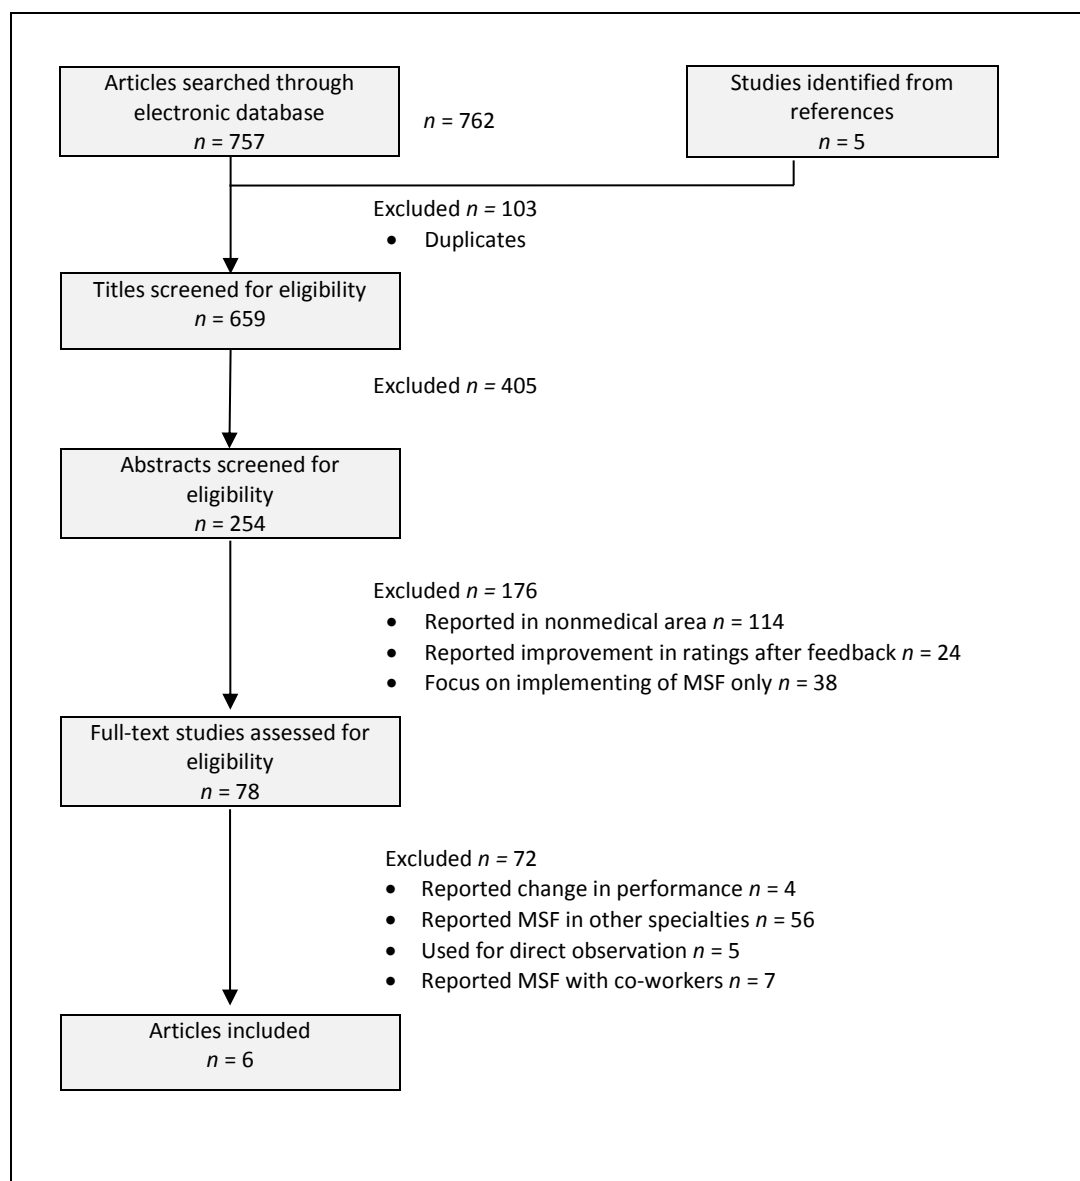 Articles searched through
electronic database
n = 757
n = 762
Studies identified from
references
n = 5
Excluded n = 103
• Duplicates
Titles screened for eligibility
n = 659
Excluded n = 405
Abstracts screened for
eligibility
n = 254
Excluded n = 176
• Reported in nonmedical area n = 114
• Reported improvement in ratings after feedback n = 24
• Focus on implementing of MSF only n = 38
Full-text studies assessed for
eligibility
n = 78
Excluded n = 72
• Reported change in performance n = 4
• Reported MSF in other specialties n = 56
• Used for direct observation n = 5
• Reported MSF with co-workers n = 7
Articles included
n = 6